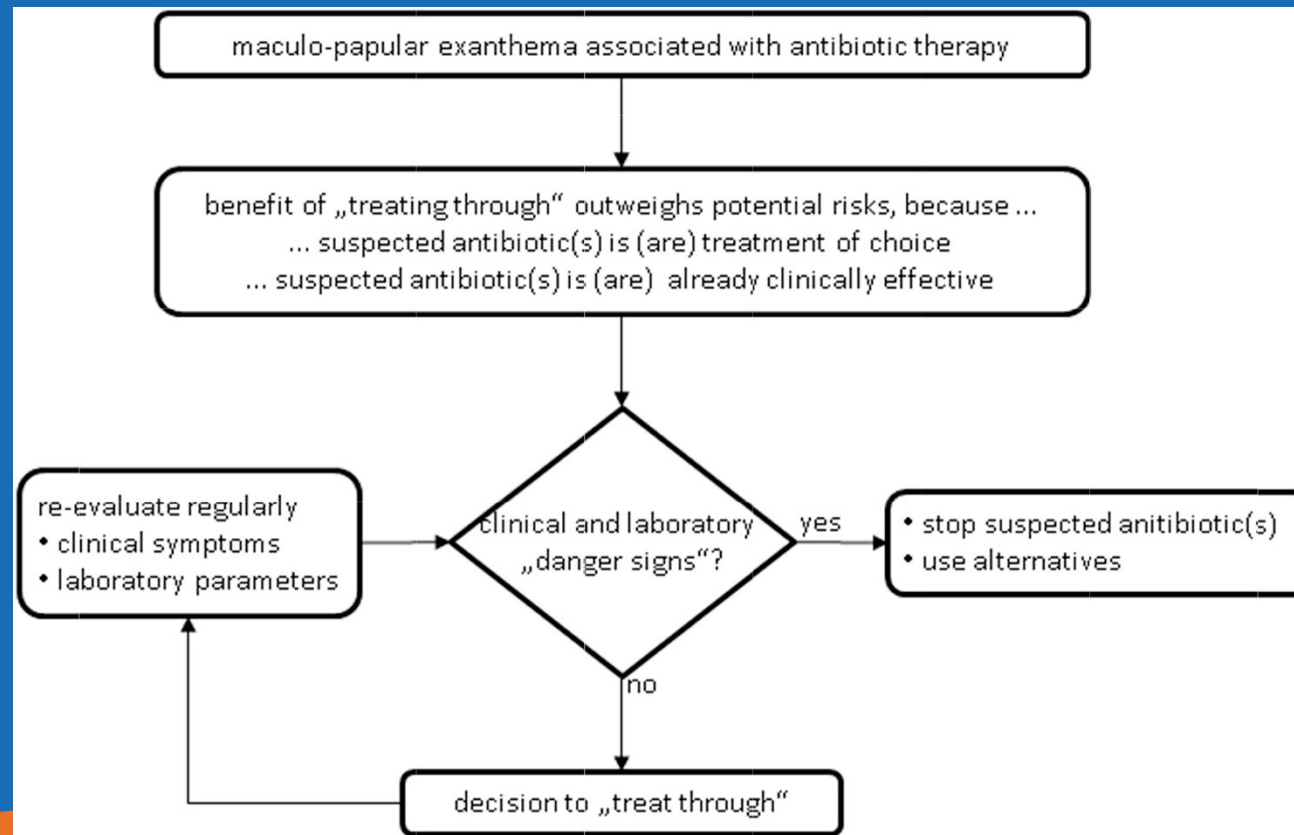 maculo-papular exanthema associated with antibiotic therapy
benefit of „treating through“ outweighs potential risks, because ...
... suspected antibiotic(s) is (are) treatment of choice
... suspected antibiotic(s) is (are) already clinically effective
re-evaluate regularly
• clinical symptoms
• laboratory parameters
clinical and laboratory
„danger signs“?
yes
• stop suspected anitibiotic(s)
• use alternatives
no
decision to „treat through“